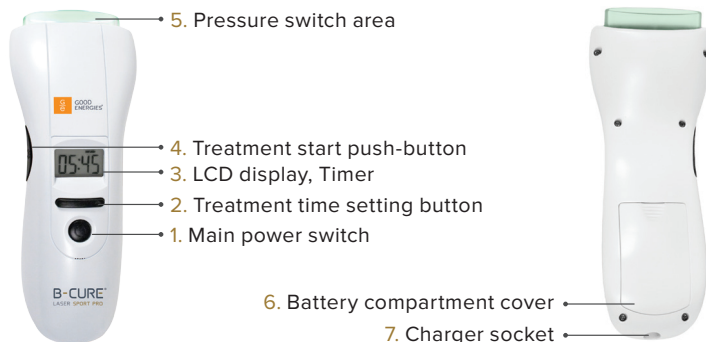 5. Pressure switch area
GOOD
ENERGIES
4. Treatment start push-button
05:45
3. LCD display, Timer
2. Treatment time setting button
1. Main power switch
B-CURE
LASER SPORT PRO
6. Battery compartment cover
7. Charger socket